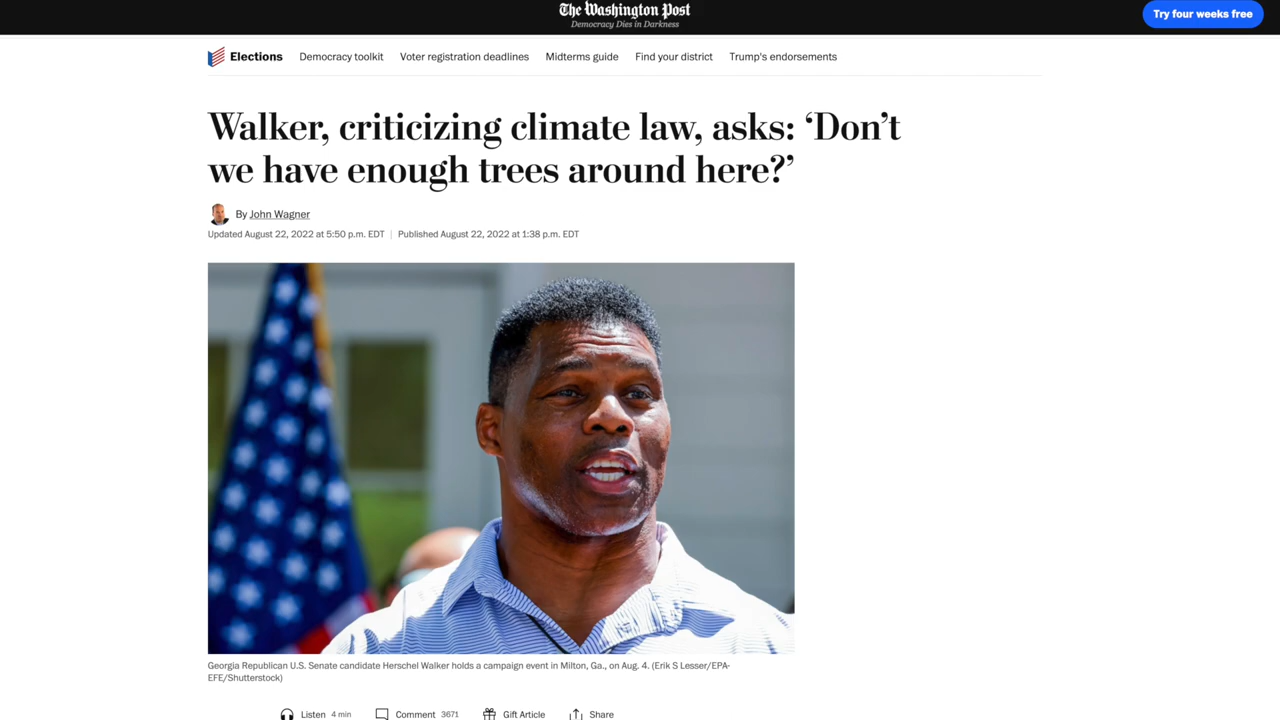 The Washington Post
Democracy Dies in Darkness
Try four weeks free
Elections Democracy toolkit Voter registration deadlines Midterms guide Find your district Trump's endorsements
Walker, criticizing climate law, asks: ‘Don’t
we have enough trees around here?’
By John Wagner
Updated August 22, 2022 at 5:50 p.m. EDT | Published August 22, 2022 at 1:38 p.m. EDT
Georgia Republican U.S. Senate candidate Herschel Walker holds a campaign event in Milton, Ga., on Aug. 4. (Erik S Lesser/EPA-
EFE/Shutterstock)
Listen 4 min Comment 3671 Gift Article Share